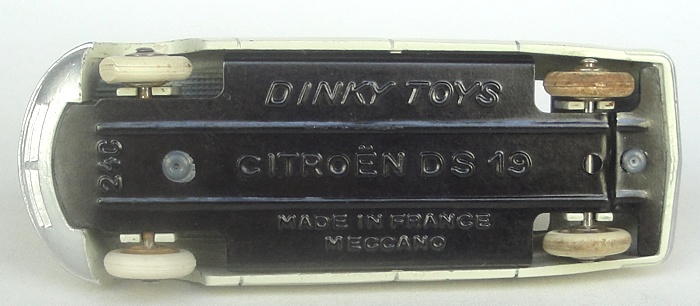 DINKY TOYS
24C
CITROËN DS 19
MADE IN FRANCE
MECCANO